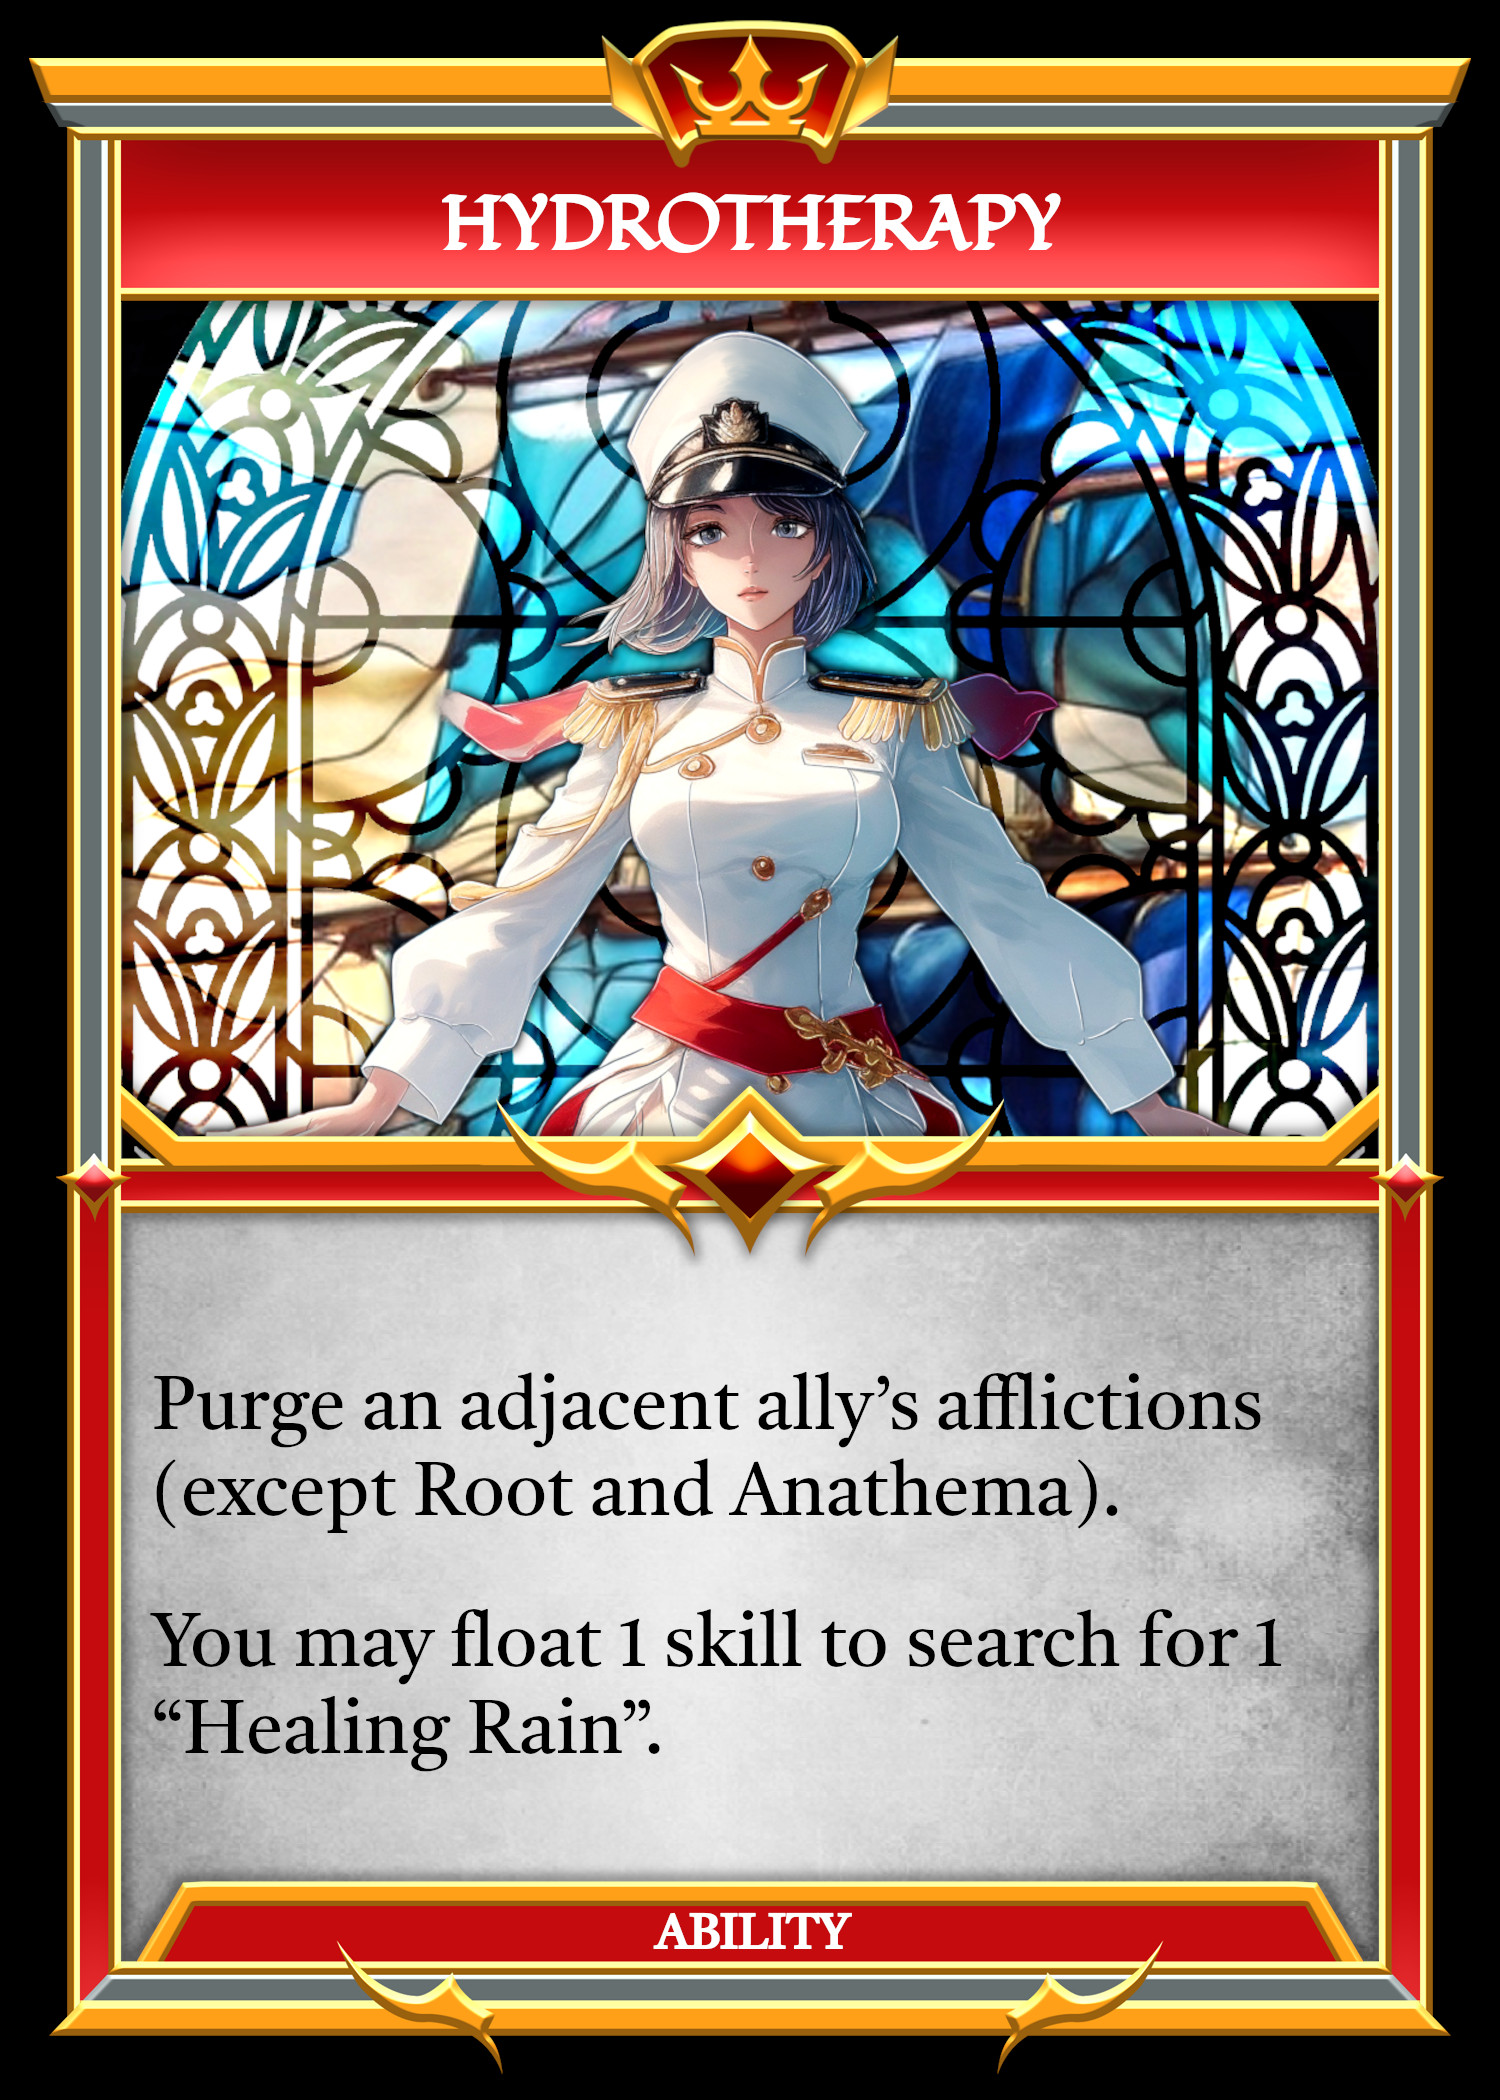 HYDROTHERAPY
Purge an adjacent ally’s afflictions
(except Root and Anathema).
You may float 1 skill to search for 1
“Healing Rain”.
ABILITY